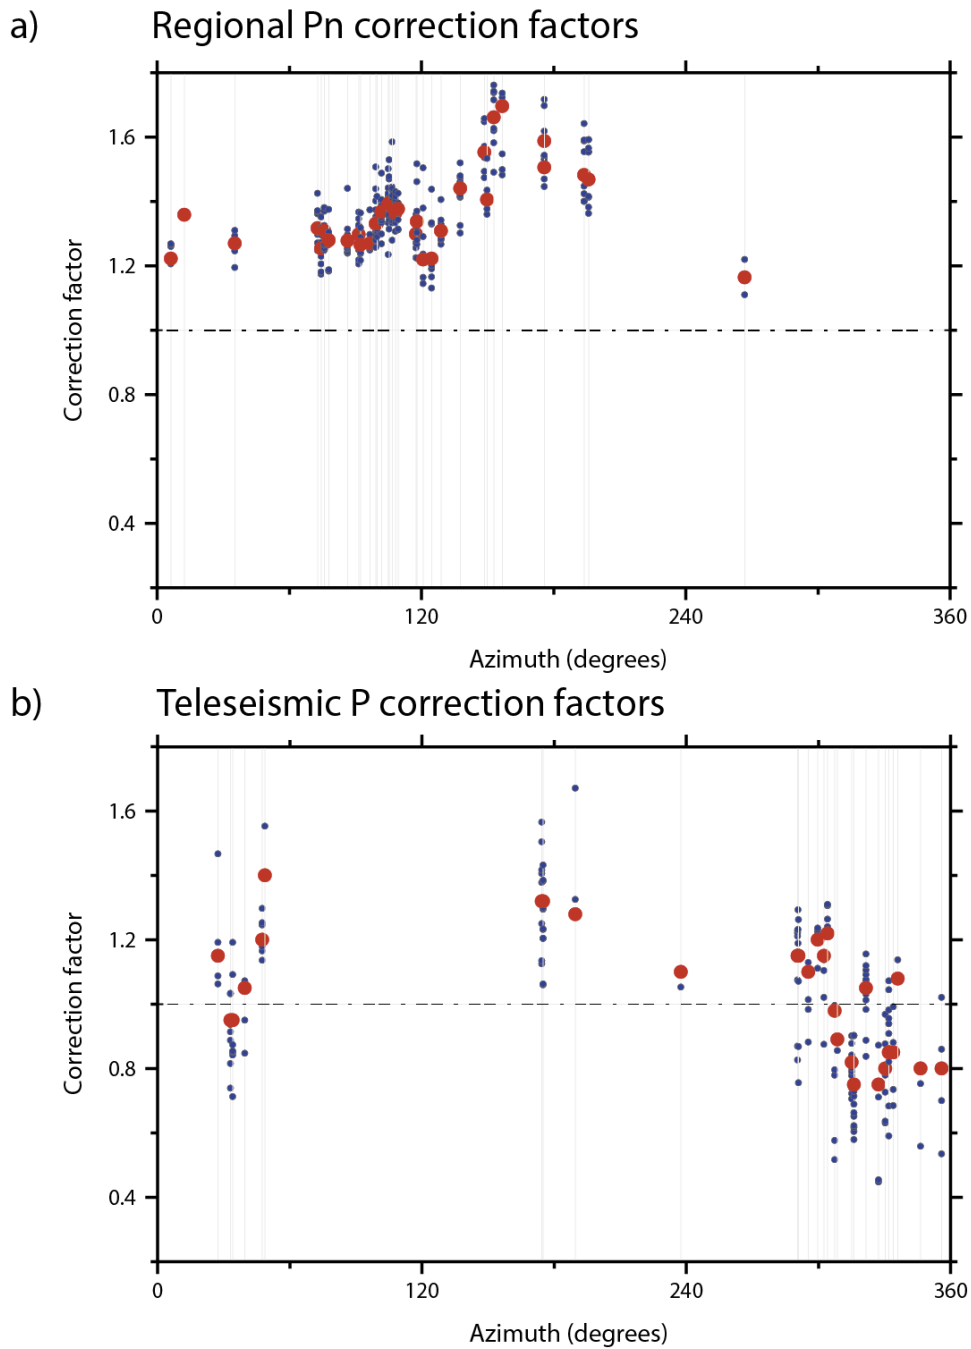 a) Regional Pn correction factors
1.6
1.2
0.8
0.4
Correction factor
0 120 240 360
Azimuth (degrees)
b) Teleseismic P correction factors
1.6
1.2
0.8
0.4
Correction factor
0 120 240 360
Azimuth (degrees)